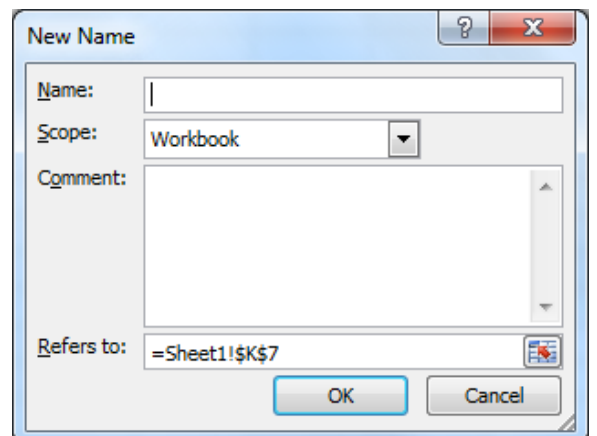 New Name
?
Name:
Scope: Workbook
Comment:
Refers to: =Sheet1!$K$7
OK Cancel